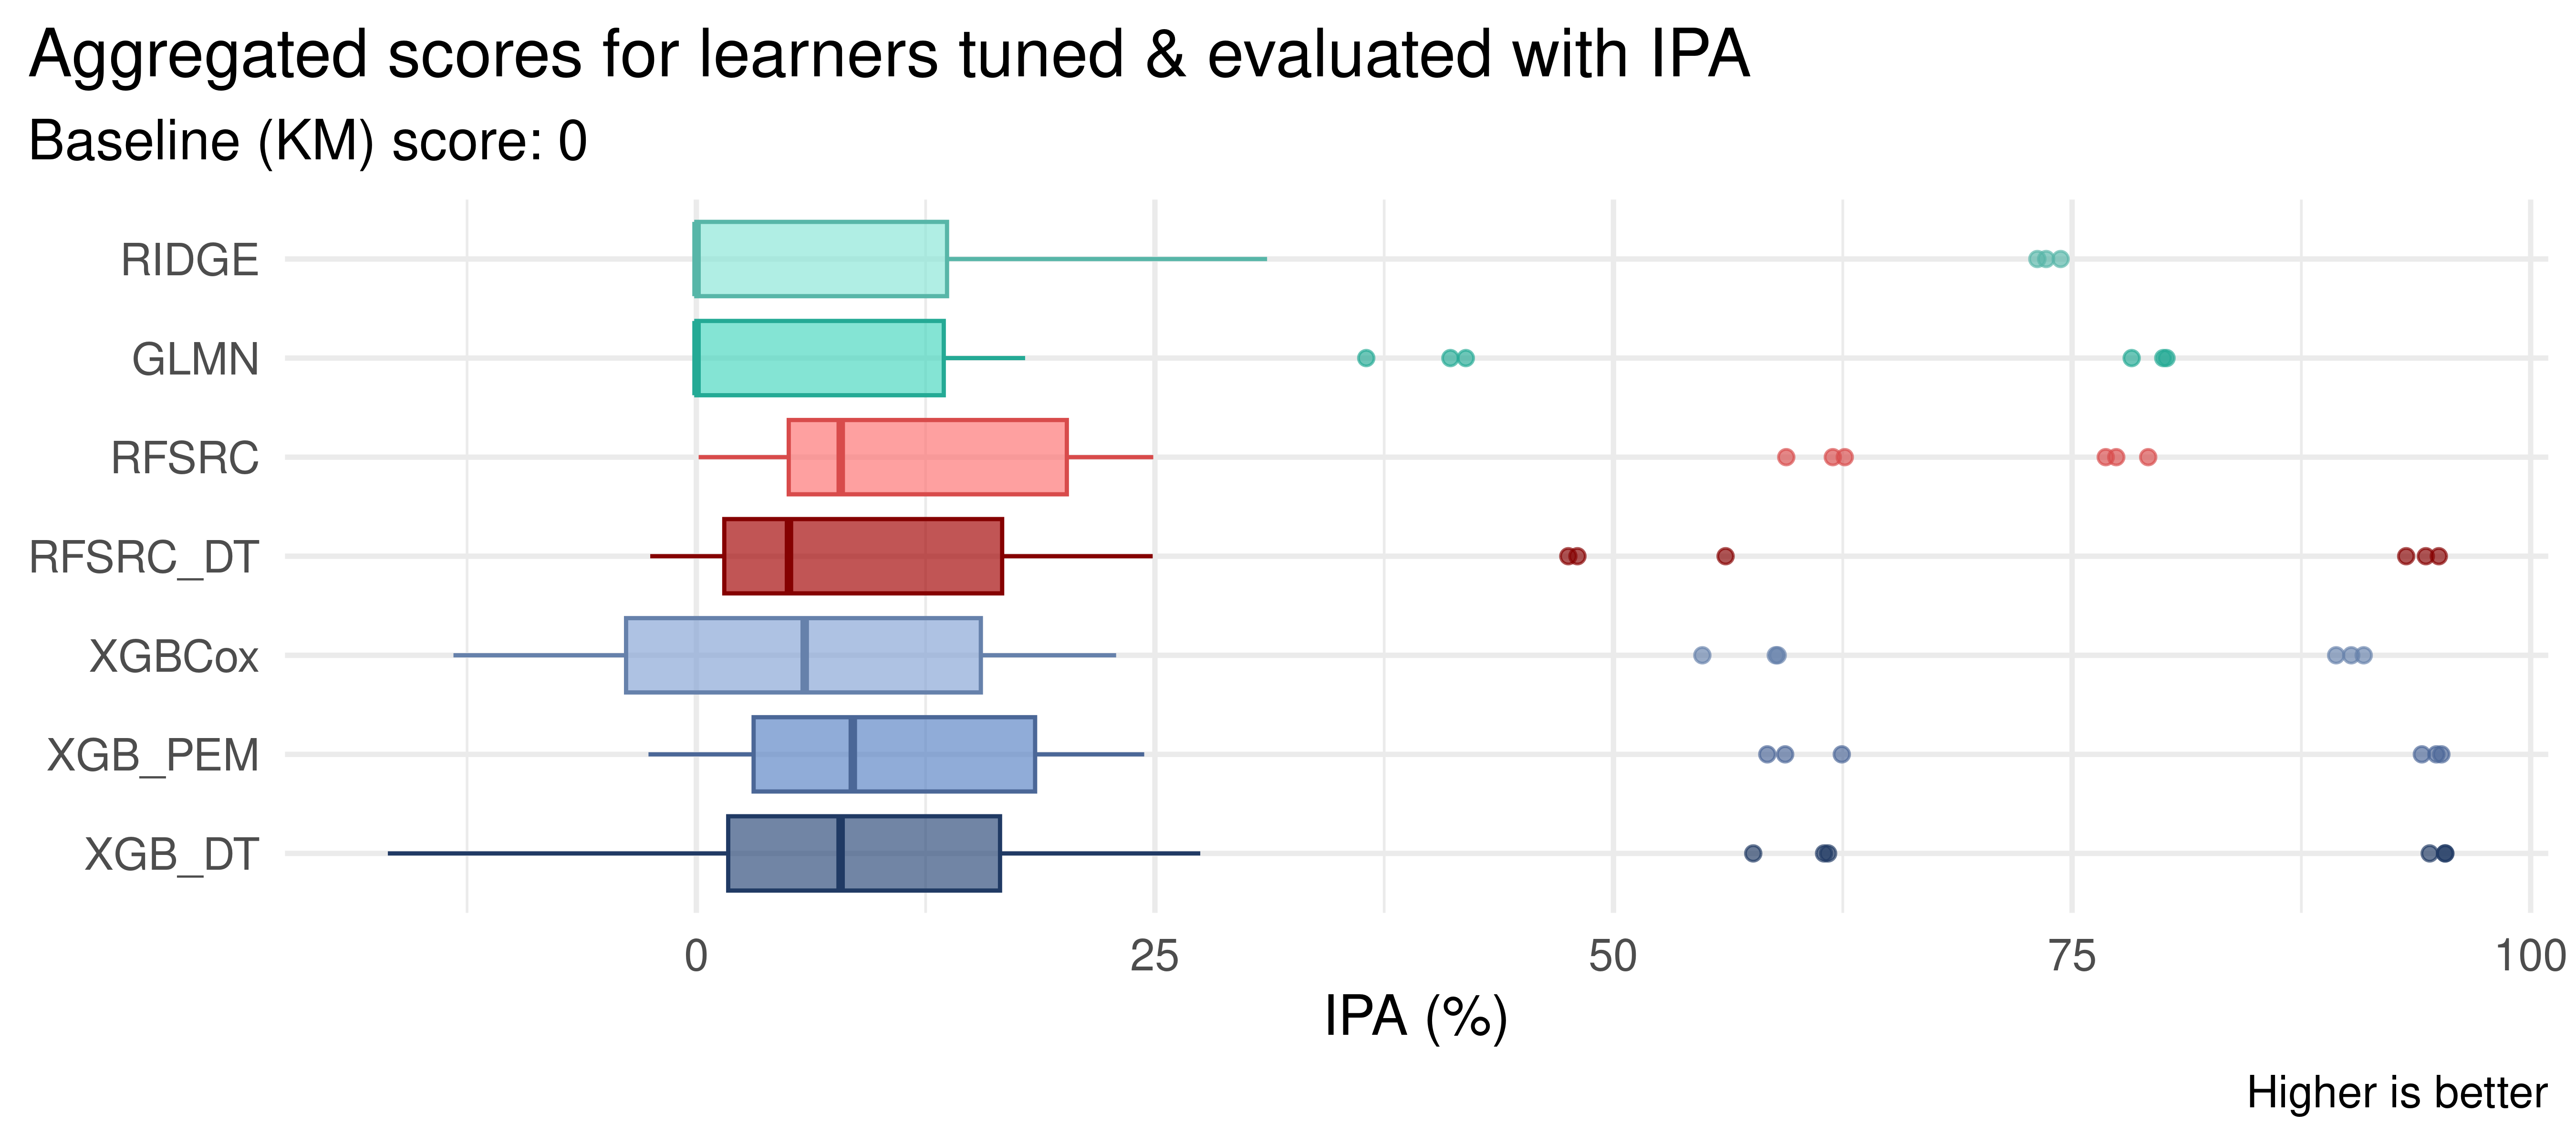 Aggregated scores for learners tuned & evaluated with IPA
Baseline (KM) score: 0
RIDGE
GLMN
RFSRC
RFSRC_DT
XGBCox
XGB_PEM
XGB_DT
0 25 50 75 100
IPA (%)
Higher is better